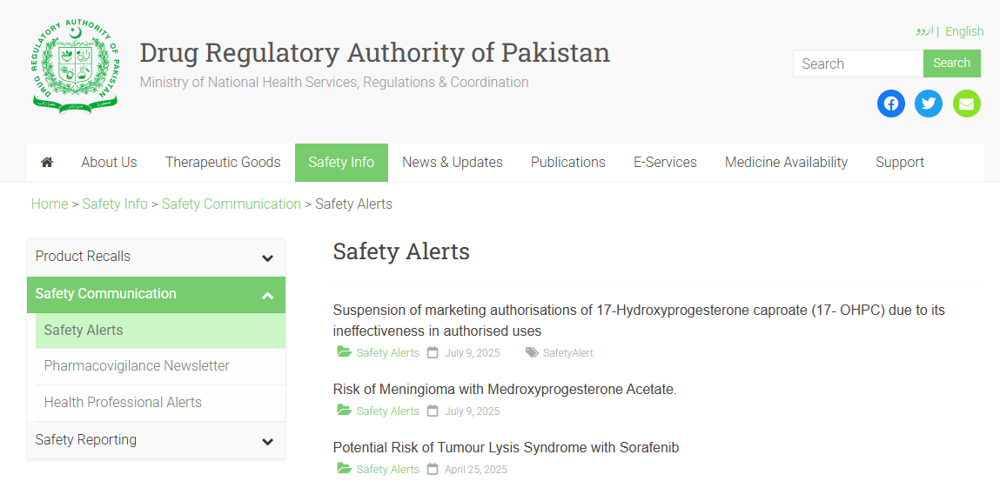 DRUG REGULATORY AUTHORITY OF PAKISTAN
Drug Regulatory Authority of Pakistan
Ministry of National Health Services, Regulations & Coordination
اردو | English
Search
Search
About Us
Therapeutic Goods
Safety Info
News & Updates
Publications
E-Services
Medicine Availability
Support
Home > Safety Info > Safety Communication > Safety Alerts
Product Recalls
Safety Communication
Safety Alerts
Pharmacovigilance Newsletter
Health Professional Alerts
Safety Reporting
Safety Alerts
Suspension of marketing authorisations of 17-Hydroxyprogesterone caproate (17- OHPC) due to its
ineffectiveness in authorised uses
Safety Alerts July 9, 2025 SafetyAlert
Risk of Meningioma with Medroxyprogesterone Acetate.
Safety Alerts July 9, 2025
Potential Risk of Tumour Lysis Syndrome with Sorafenib
Safety Alerts April 25, 2025